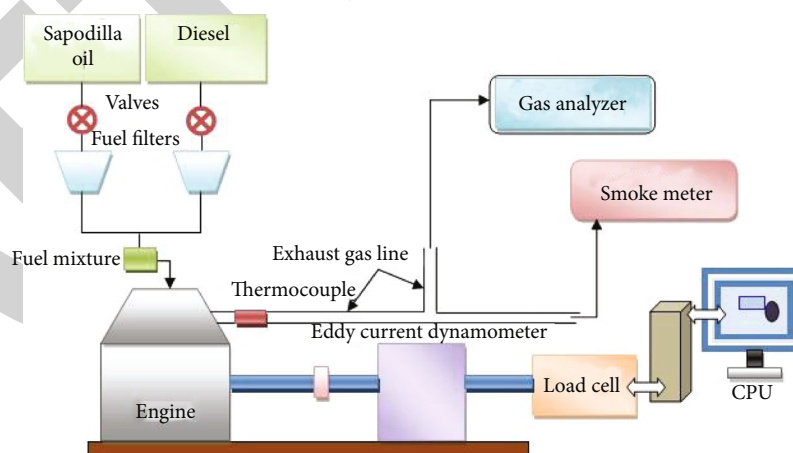 Sapodilla
oil
Diesel
Valves
Fuel filters
Gas analyzer
Smoke meter
Fuel mixture
Exhaust gas line
Thermocouple
Eddy current dynamometer
Engine
Load cell
CPU